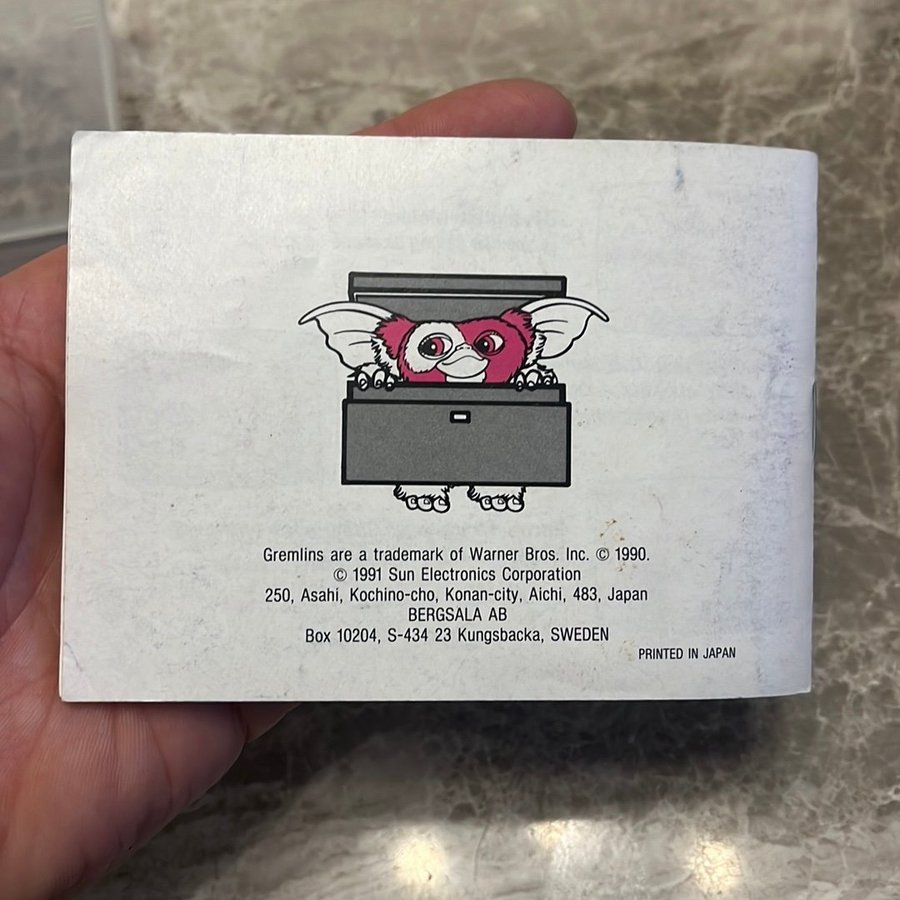 Gremlins are a trademark of Warner Bros. Inc. © 1990.
© 1991 Sun Electronics Corporation
250, Asahi, Kochino-cho, Konan-city, Aichi, 483, Japan
BERGSALA AB
Box 10204, S-434 23 Kungsbacka, SWEDEN
PRINTED IN JAPAN